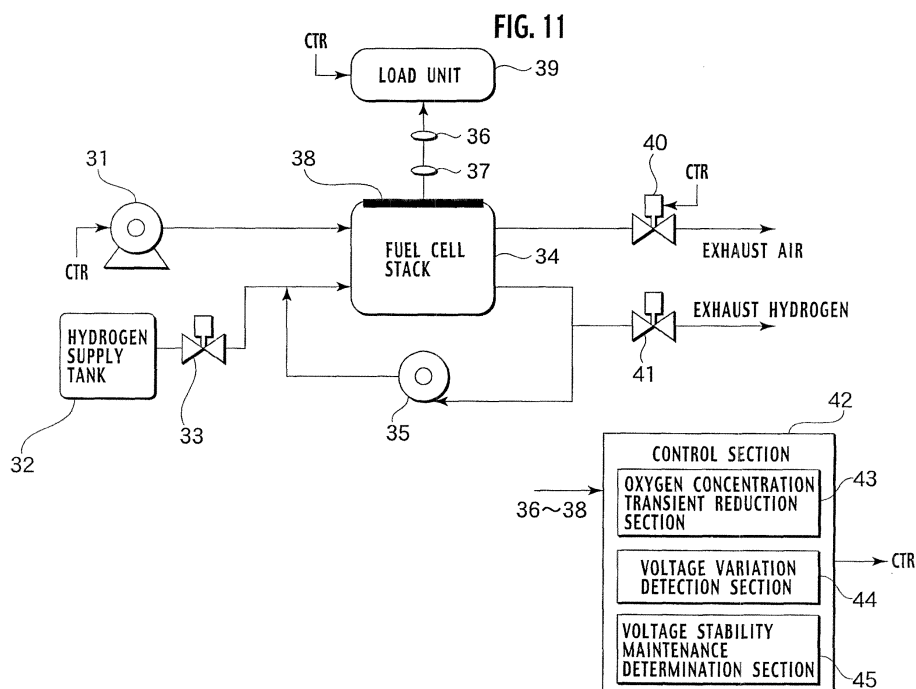 FIG. 11
CTR
LOAD UNIT
39
36
37
38
31
CTR
40
CTR
FUEL CELL
STACK
34
EXHAUST AIR
EXHAUST HYDROGEN
HYDROGEN
SUPPLY
TANK
32
33
35
41
42
CONTROL SECTION
OXYGEN CONCENTRATION
TRANSIENT REDUCTION
SECTION
43
36~38
CTR
VOLTAGE VARIATION
DETECTION SECTION
44
VOLTAGE STABILITY
MAINTENANCE
DETERMINATION SECTION
45